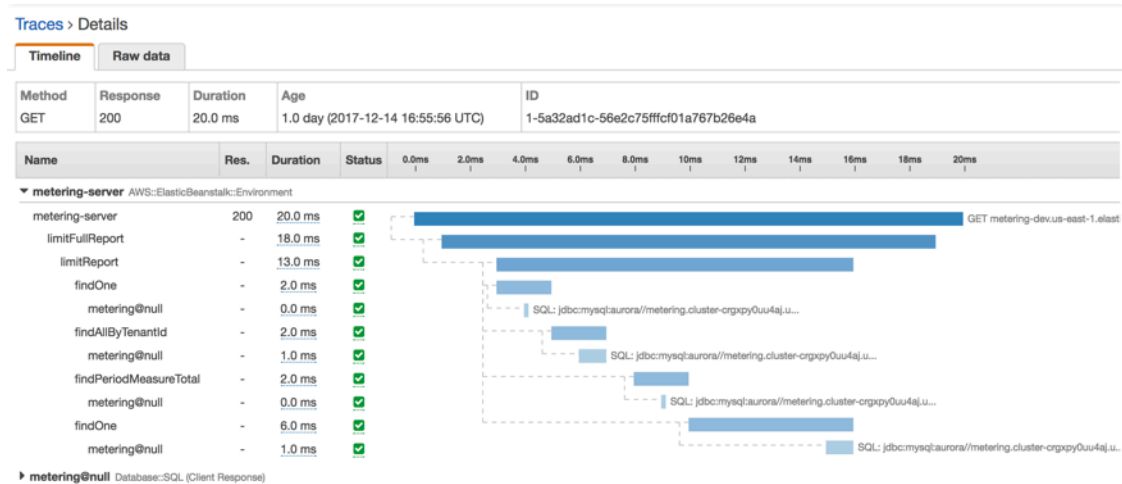 Traces > Details
Timeline Raw data
Method Response Duration Age ID
GET 200 20.0 ms 1.0 day (2017-12-14 16:55:56 UTC) 1-5a32ad1c-56e2c75fffcf01a767b26e4a
Name Res. Duration Status 0.0ms 2.0ms 4.0ms 6.0ms 8.0ms 10ms 12ms 14ms 16ms 18ms 20ms
metering-server AWS::ElasticBeanstalk::Environment
metering-server 200 20.0 ms GET metering-dev.us-east-1.elast
limitFullReport - 18.0 ms
limitReport - 13.0 ms
findOne - 2.0 ms
metering@null - 0.0 ms SQL: jdbc:mysql:aurora//metering.cluster-crgxpy0uu4aj.u...
findAllByTenantId - 2.0 ms
metering@null - 1.0 ms SQL: jdbc:mysql:aurora//metering.cluster-crgxpy0uu4aj.u...
findPeriodMeasureTotal - 2.0 ms
metering@null - 0.0 ms SQL: jdbc:mysql:aurora//metering.cluster-crgxpy0uu4aj.u...
findOne - 6.0 ms
metering@null - 1.0 ms SQL: jdbc:mysql:aurora//metering.cluster-crgxpy0uu4aj.u...
metering@null Database::SQL (Client Response)